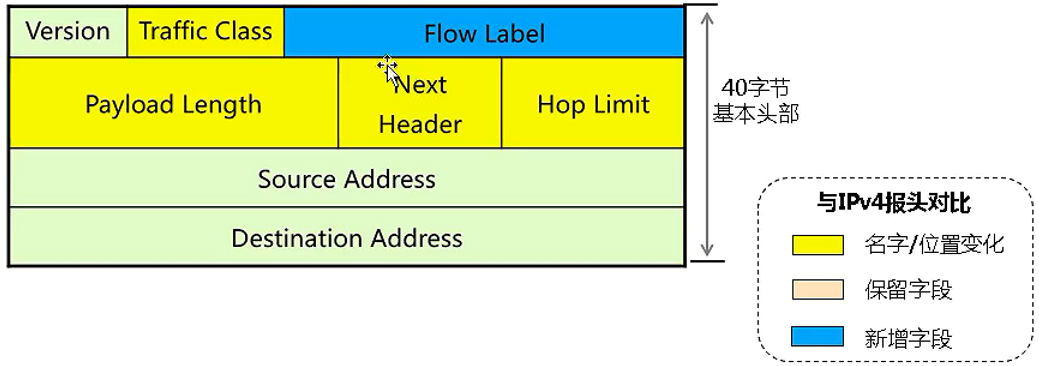 Version Traffic Class Flow Label
Payload Length Next Header Hop Limit
Source Address
Destination Address
40字节
基本头部
与IPv4报头对比
名字/位置变化
保留字段
新增字段